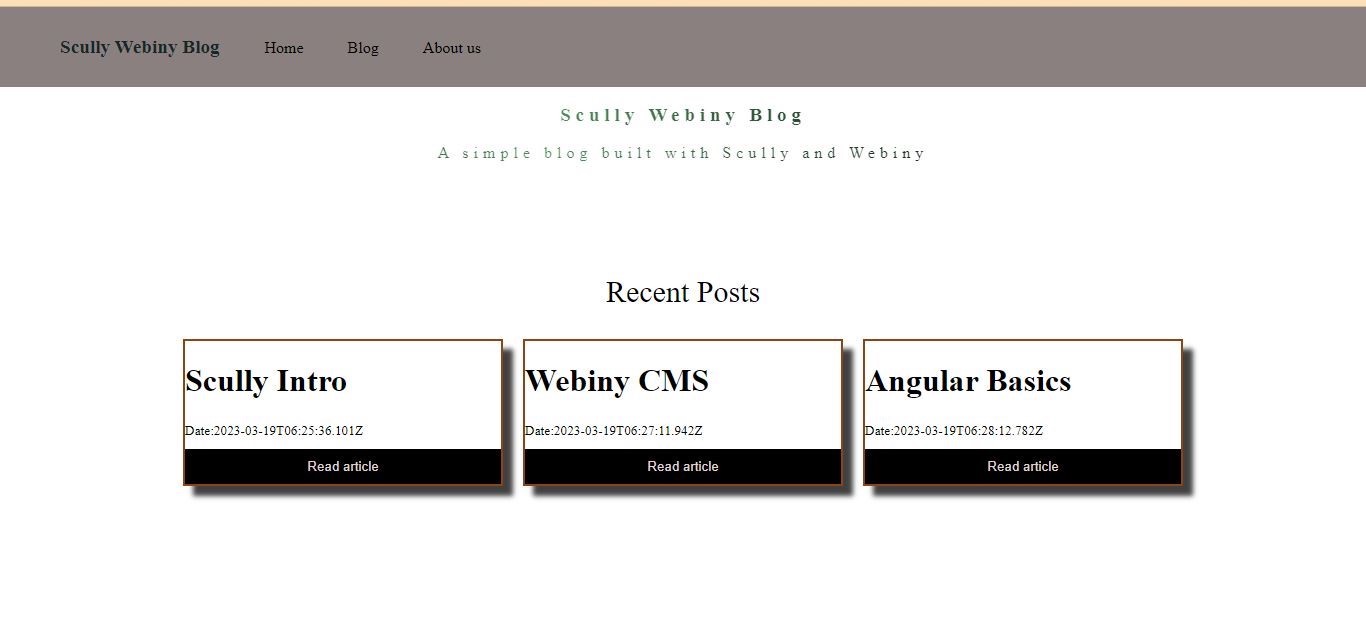 Scully Webiny Blog Home Blog About us
Scully Webiny Blog
A simple blog built with Scully and Webiny
Recent Posts
Scully Intro
Date:2023-03-19T06:25:36.101Z
Read article
Webiny CMS
Date:2023-03-19T06:27:11.942Z
Read article
Angular Basics
Date:2023-03-19T06:28:12.782Z
Read article